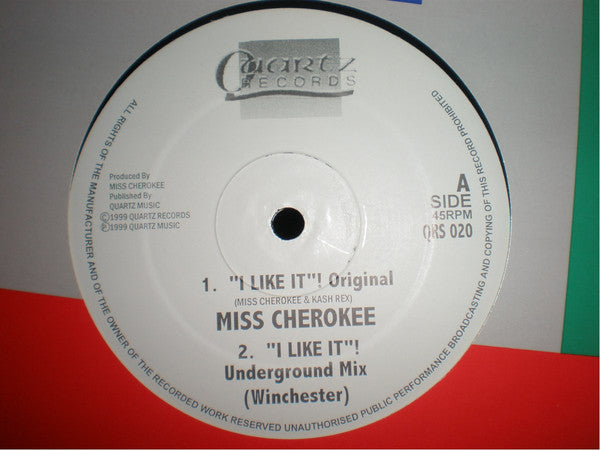 Quartz
RECORDS
ALL RIGHTS OF THE MANUFACTURER AND OF THE OWNER OF THE RECORDED WORK RESERVED UNAUTHORISED PUBLIC PERFORMANCE BROADCASTING AND COPYING OF THIS RECORD PROHIBITED
Produced By
MISS CHEROKEE
Published By
QUARTZ MUSIC
©1999 QUARTZ RECORDS
℗1999 QUARTZ MUSIC
A
SIDE
45RPM
QRS 020
1. "I LIKE IT"! Original
(MISS CHEROKEE & KASH REX)
MISS CHEROKEE
2. "I LIKE IT"!
Underground Mix
(Winchester)